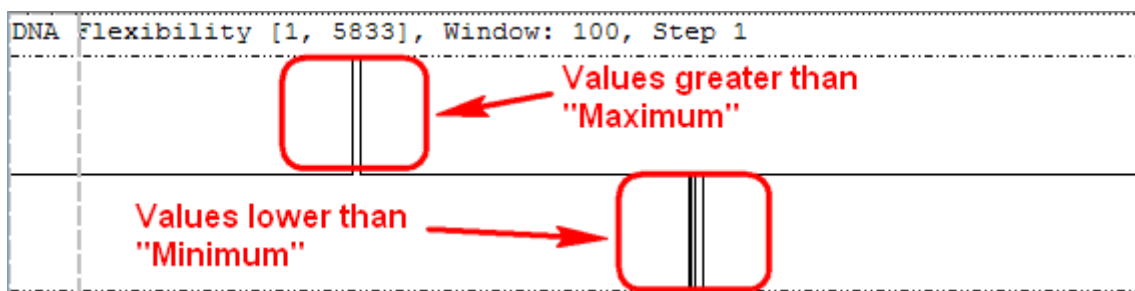 DNA Flexibility [1, 5833], Window: 100, Step 1
Values greater than
"Maximum"
Values lower than
"Minimum"